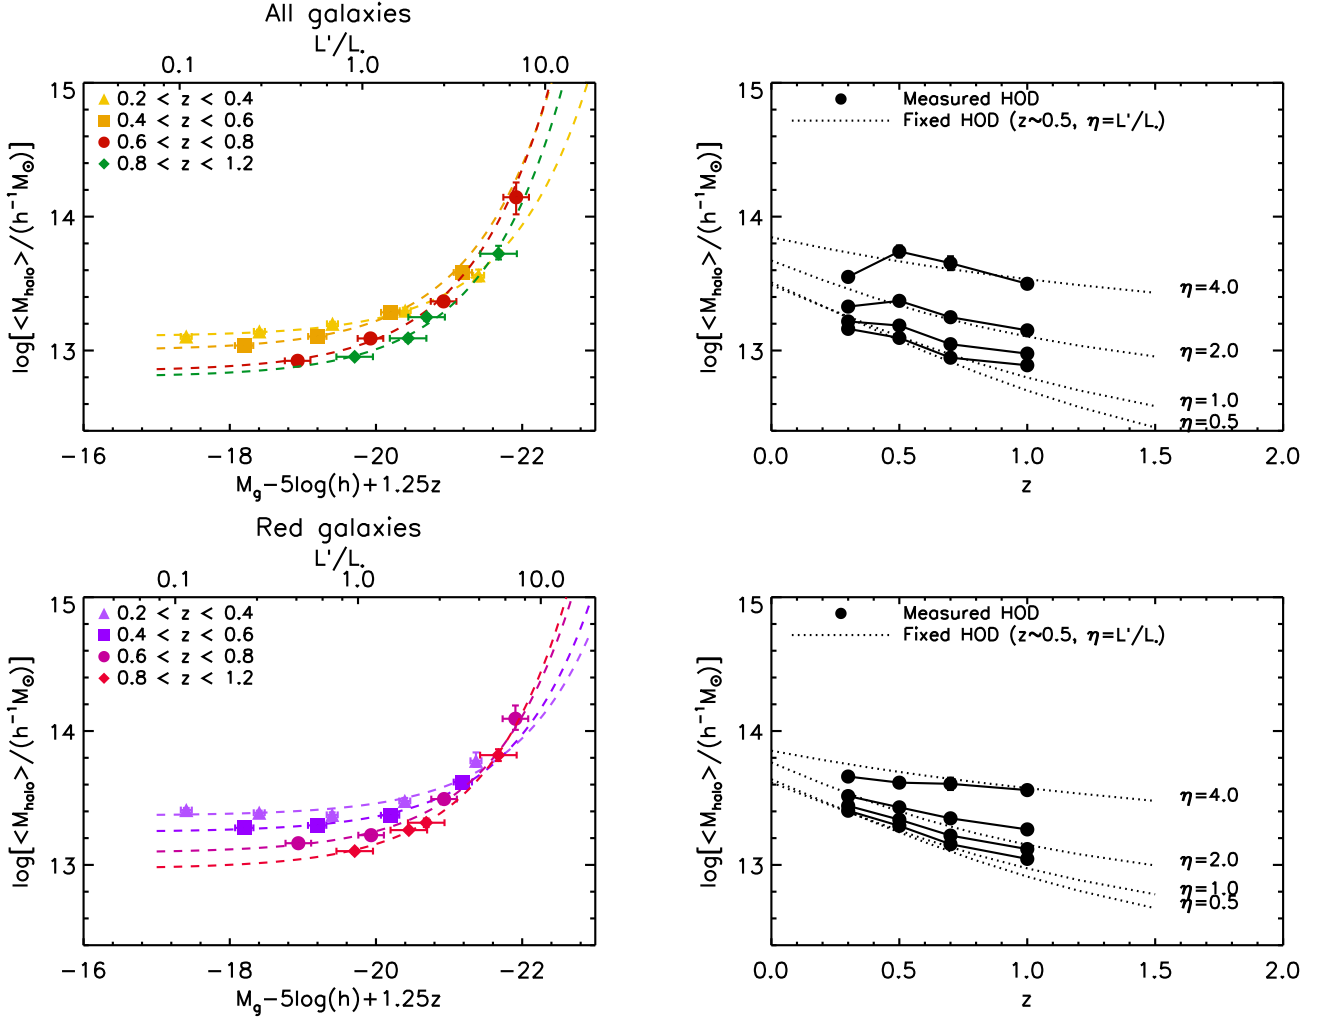 All galaxies
L'/L*
0.1 1.0 10.0
15
14
13
log[<M_halo>/(h⁻¹M⊙)]
0.2 < z < 0.4
0.4 < z < 0.6
0.6 < z < 0.8
0.8 < z < 1.2
−16 −18 −20 −22
M_g−5log(h)+1.25z
15
14
13
log[<M_halo>/(h⁻¹M⊙)]
Measured HOD
Fixed HOD (z~0.5, η=L'/L*)
η=4.0
η=2.0
η=1.0
η=0.5
0.0 0.5 1.0 1.5 2.0
z
Red galaxies
L'/L*
0.1 1.0 10.0
15
14
13
log[<M_halo>/(h⁻¹M⊙)]
0.2 < z < 0.4
0.4 < z < 0.6
0.6 < z < 0.8
0.8 < z < 1.2
−16 −18 −20 −22
M_g−5log(h)+1.25z
15
14
13
log[<M_halo>/(h⁻¹M⊙)]
Measured HOD
Fixed HOD (z~0.5, η=L'/L*)
η=4.0
η=2.0
η=1.0
η=0.5
0.0 0.5 1.0 1.5 2.0
z